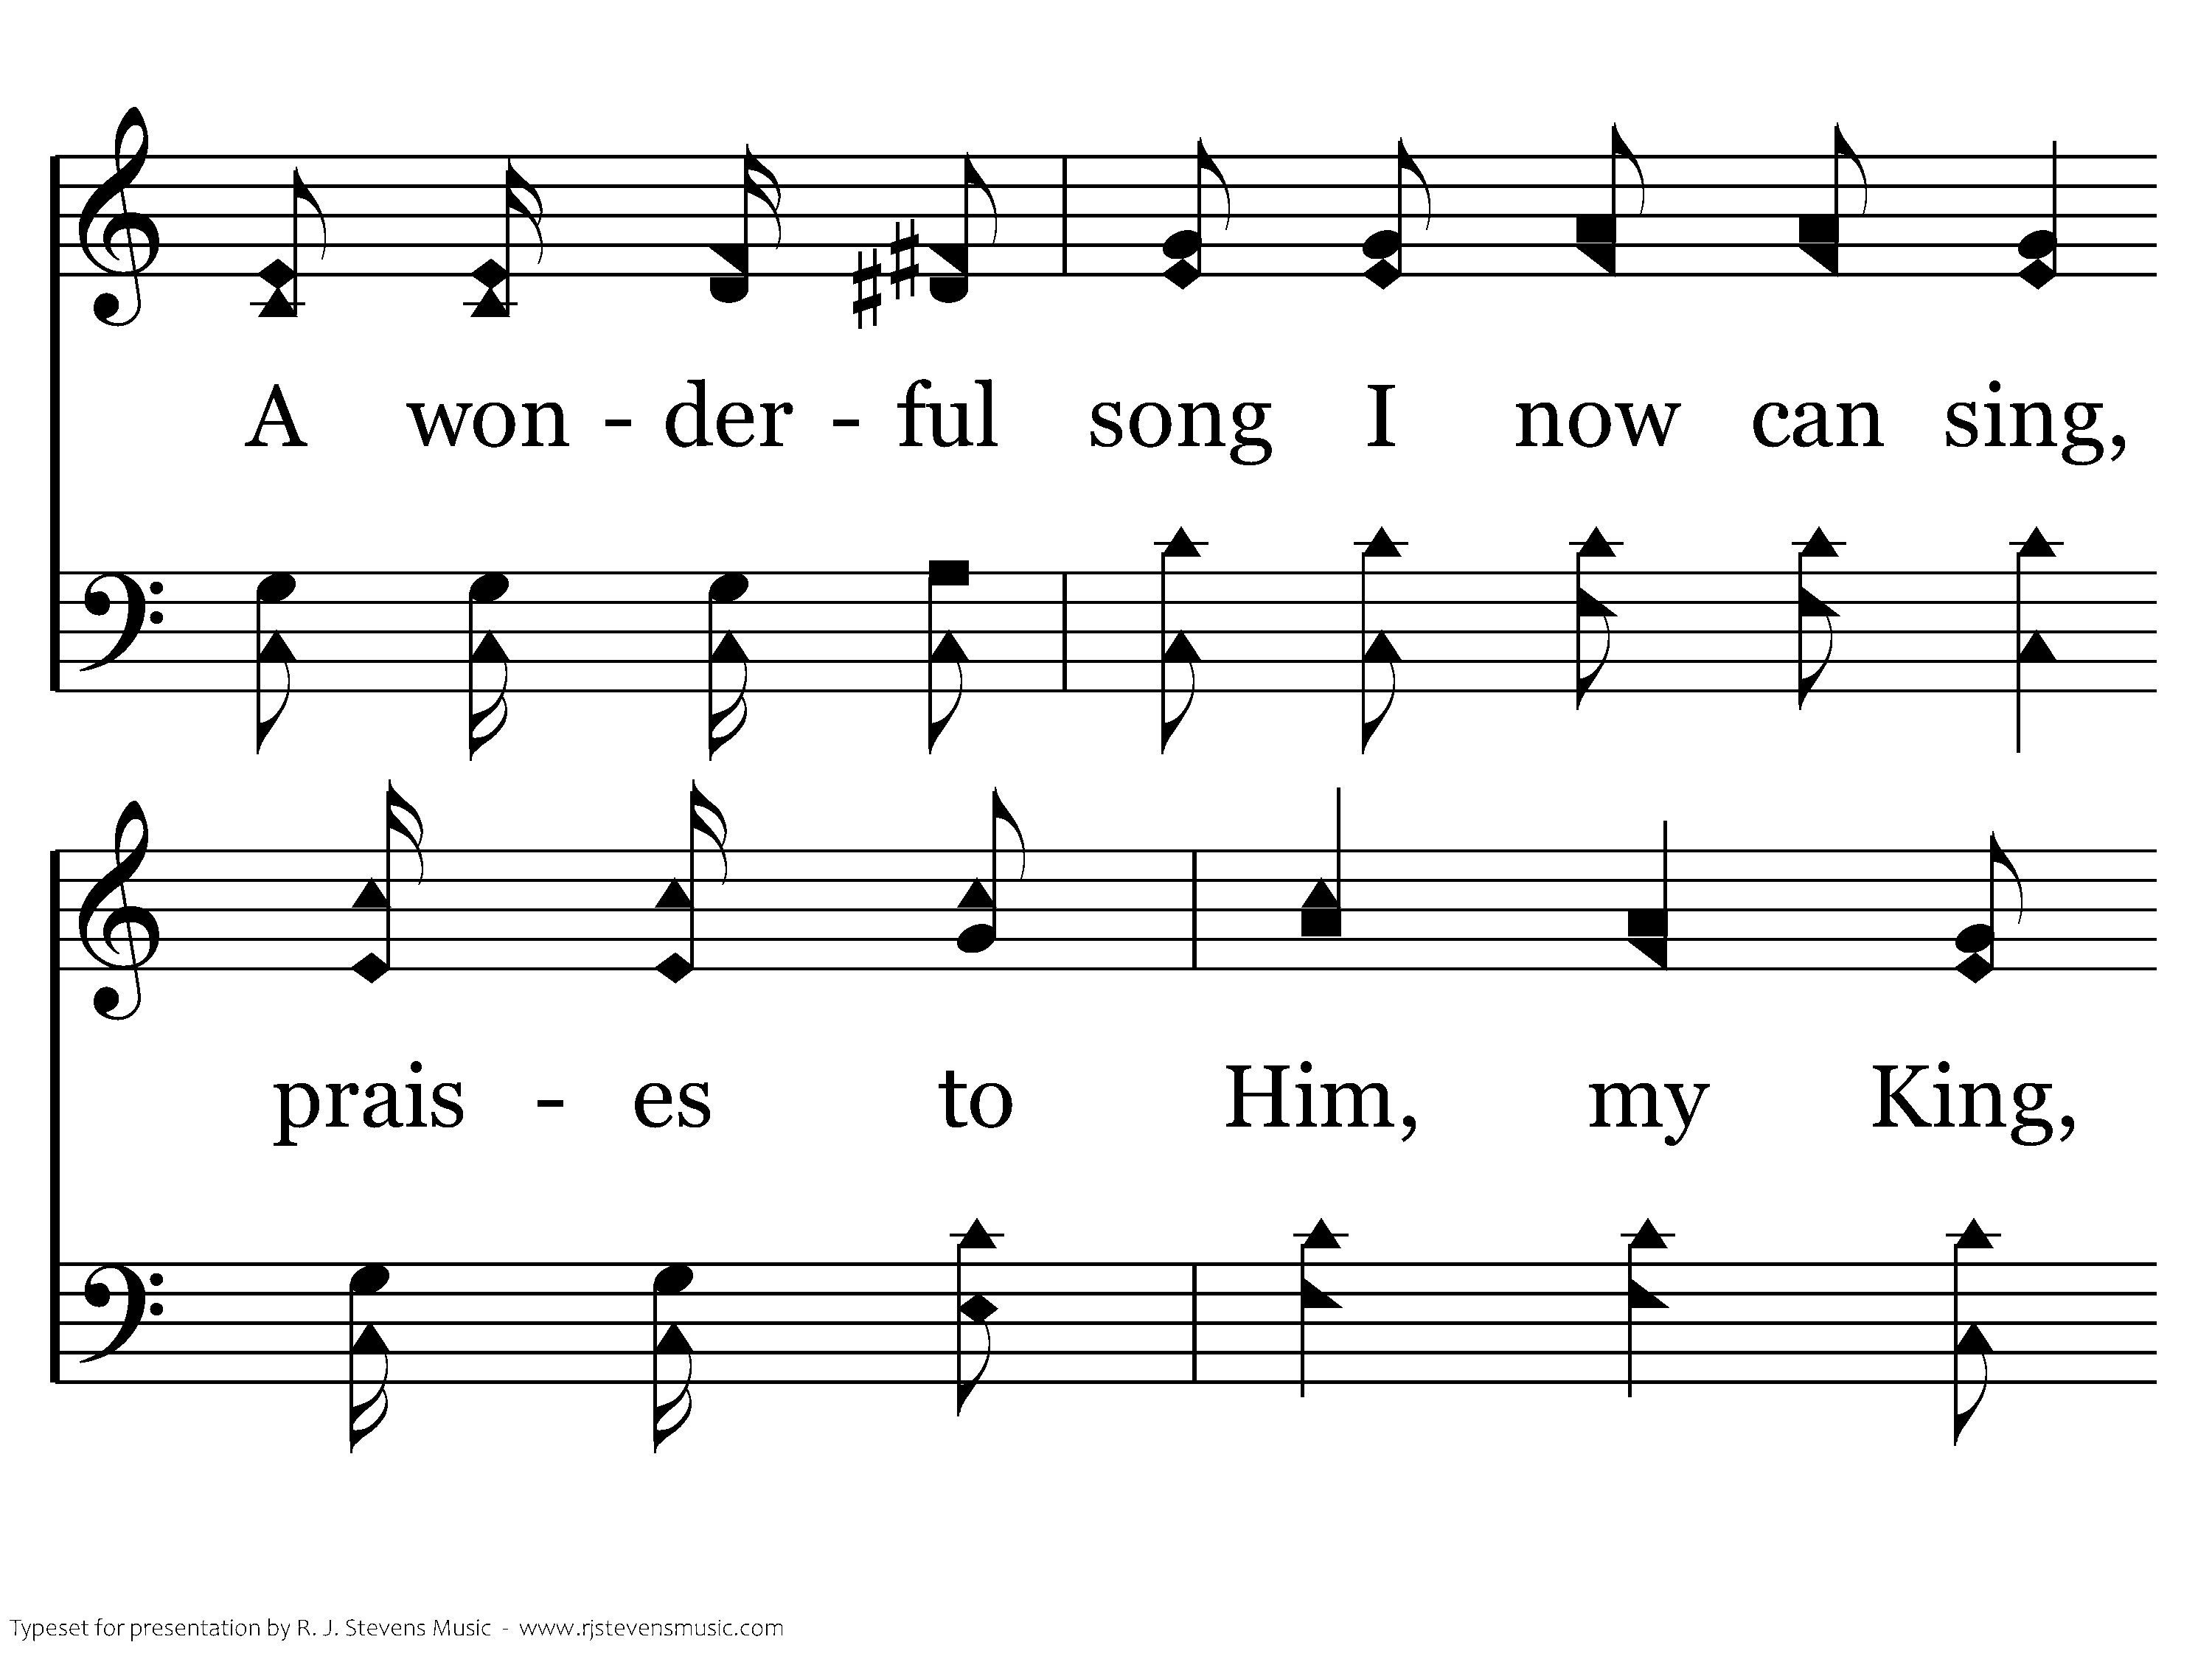 A won - der - ful song I now can sing,
prais - es to Him, my King,
Typeset for presentation by R. J. Stevens Music - www.rjstevensmusic.com